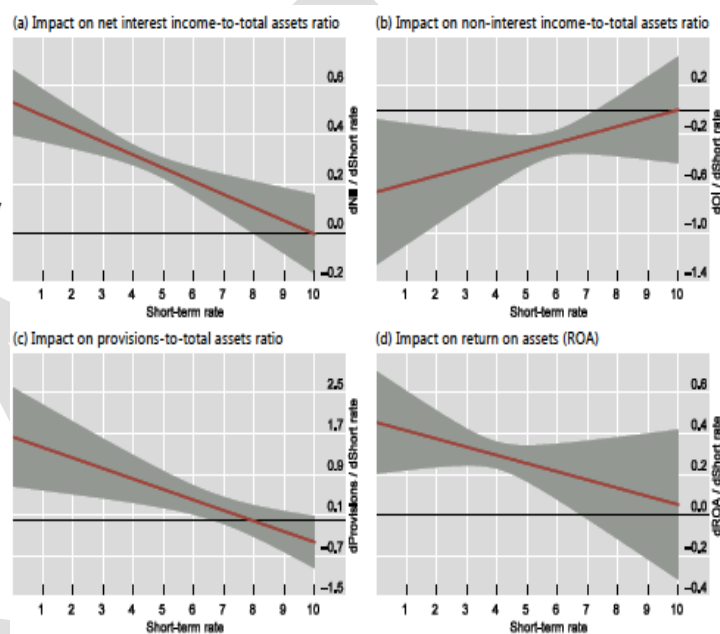 (a) Impact on net interest income-to-total assets ratio
0.6
0.4
0.2
0.0
–0.2
dNII / dShort rate
1 2 3 4 5 6 7 8 9 10
Short-term rate
(b) Impact on non-interest income-to-total assets ratio
0.2
–0.2
–0.6
–1.0
–1.4
dOI / dShort rate
1 2 3 4 5 6 7 8 9 10
Short-term rate
(c) Impact on provisions-to-total assets ratio
2.5
1.7
0.9
0.1
–0.7
–1.5
dProvisions / dShort rate
1 2 3 4 5 6 7 8 9 10
Short-term rate
(d) Impact on return on assets (ROA)
0.6
0.4
0.2
0.0
–0.2
–0.4
dROA / dShort rate
1 2 3 4 5 6 7 8 9 10
Short-term rate